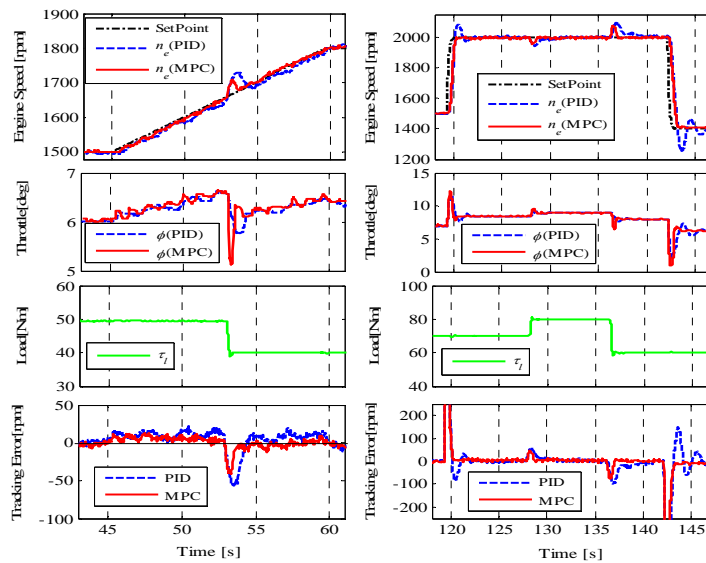 1900
1800
1700
1600
1500
Engine Speed [rpm]
SetPoint
n_e(PID)
n_e(MPC)
7
6
5
Throttle[deg]
ϕ(PID)
ϕ(MPC)
60
50
40
30
Load[Nm]
τ_l
50
0
-50
-100
Tracking Error[rpm]
PID
MPC
45 50 55 60
Time [s]
2000
1600
1200
Engine Speed [rpm]
SetPoint
n_e(PID)
n_e(MPC)
15
10
5
0
Throttle[deg]
ϕ(PID)
ϕ(MPC)
100
80
60
40
Load[Nm]
τ_l
200
100
0
-100
-200
Tracking Error[rpm]
PID
MPC
120 125 130 135 140 145
Time [s]